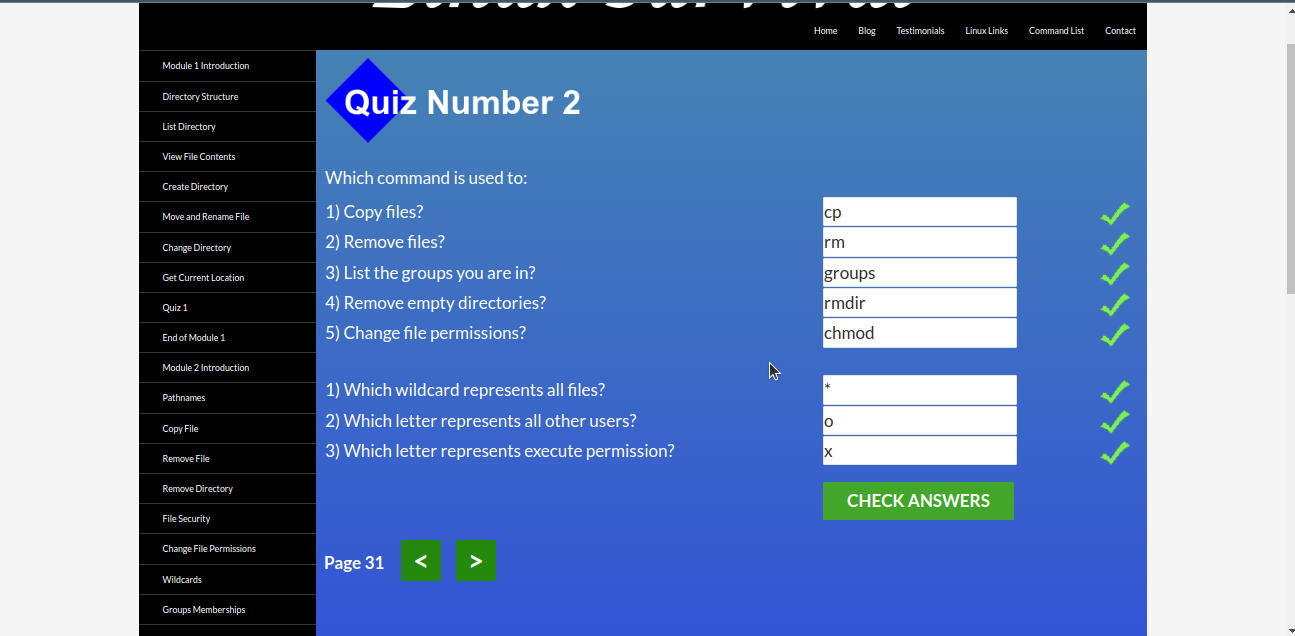 Home Blog Testimonials Linux Links Command List Contact
Module 1 Introduction
Directory Structure
List Directory
View File Contents
Create Directory
Move and Rename File
Change Directory
Get Current Location
Quiz 1
End of Module 1
Module 2 Introduction
Pathnames
Copy File
Remove File
Remove Directory
File Security
Change File Permissions
Wildcards
Groups Memberships
Quiz Number 2
Which command is used to:
1) Copy files? cp
2) Remove files? rm
3) List the groups you are in? groups
4) Remove empty directories? rmdir
5) Change file permissions? chmod
1) Which wildcard represents all files? *
2) Which letter represents all other users? o
3) Which letter represents execute permission? x
CHECK ANSWERS
Page 31 < >